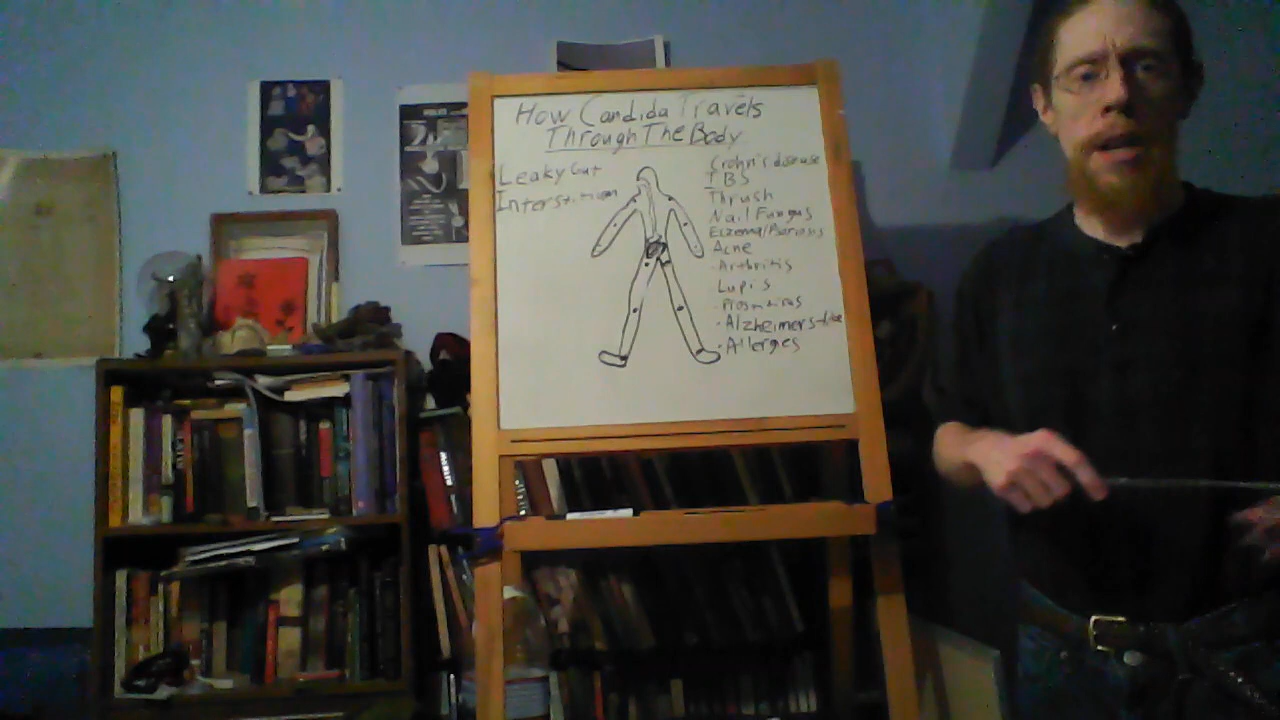 How Candida Travels
Through The Body
Leaky Gut
Interstitium
Crohn's disease
IBS
Thrush
Nail Fungus
Eczema/Psoriasis
Acne
-Arthritis
Lupis
-Alzheimers-like
-Allergies